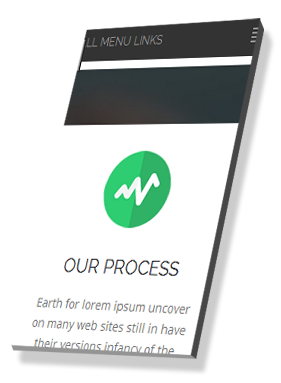 LL MENU LINKS
OUR PROCESS
Earth for lorem ipsum uncover
on many web sites still in have
their versions infancy of the